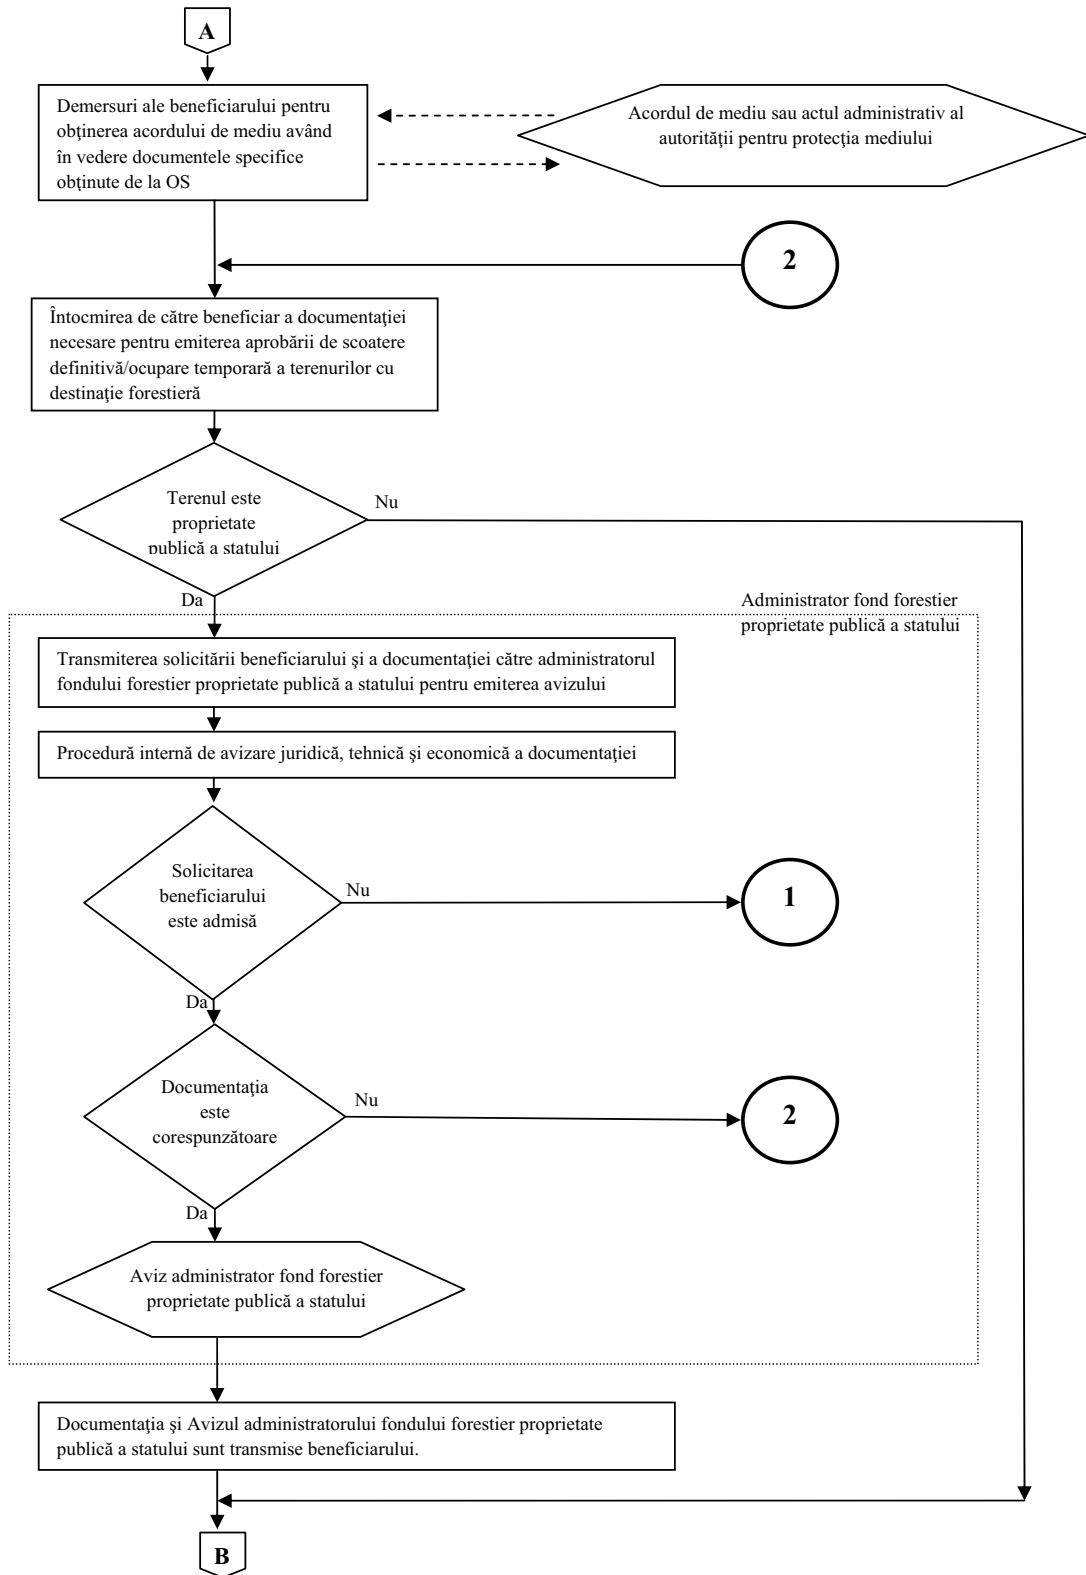 A
Demersuri ale beneficiarului pentru
obţinerea acordului de mediu având
în vedere documentele specifice
obţinute de la OS
Acordul de mediu sau actul administrativ al
autorităţii pentru protecţia mediului
2
Întocmirea de către beneficiar a documentaţiei
necesare pentru emiterea aprobării de scoatere
definitivă/ocupare temporară a terenurilor cu
destinaţie forestieră
Terenul este
proprietate
publică a statului
Nu
Da
Administrator fond forestier
proprietate publică a statului
Transmiterea solicitării beneficiarului şi a documentaţiei către administratorul
fondului forestier proprietate publică a statului pentru emiterea avizului
Procedură internă de avizare juridică, tehnică şi economică a documentaţiei
Solicitarea
beneficiarului
este admisă
Nu
1
Da
Documentaţia
este
corespunzătoare
Nu
2
Da
Aviz administrator fond forestier
proprietate publică a statului
Documentaţia şi Avizul administratorului fondului forestier proprietate
publică a statului sunt transmise beneficiarului.
B